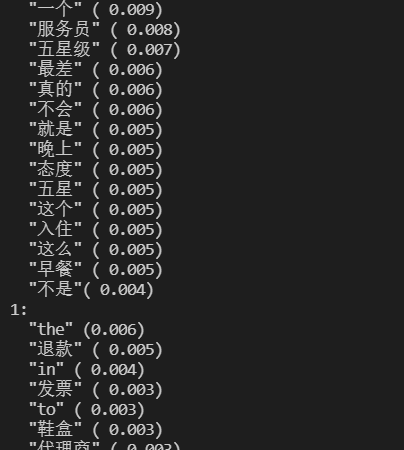 "一个" ( 0.009)
"服务员" ( 0.008)
"五星级" ( 0.007)
"最差" ( 0.006)
"真的" ( 0.006)
"不会" ( 0.006)
"就是" ( 0.005)
"晚上" ( 0.005)
"态度" ( 0.005)
"五星" ( 0.005)
"这个" ( 0.005)
"入住" ( 0.005)
"这么" ( 0.005)
"早餐" ( 0.005)
"不是"( 0.004)
1:
"the" (0.006)
"退款" ( 0.005)
"in" ( 0.004)
"发票" ( 0.003)
"to" ( 0.003)
"鞋盒" ( 0.003)
"代理商" ( 0.003)